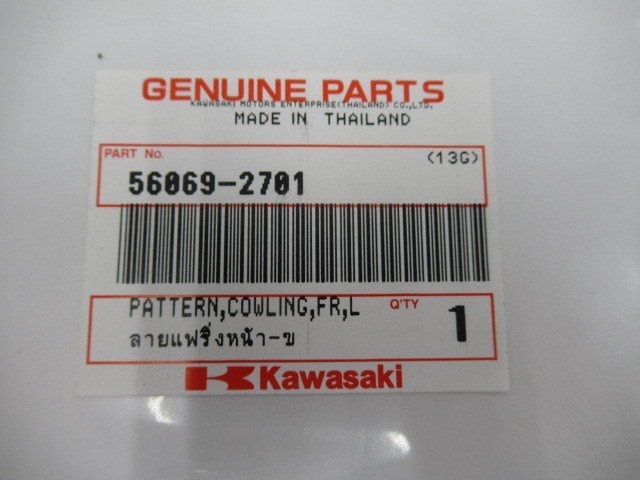 GENUINE PARTS
KAWASAKI MOTORS ENTERPRISE(THAILAND) CO.,LTD.
MADE IN THAILAND
PART No. (13G)
56069-2701
PATTERN,COWLING,FR,L Q'TY 1
ลายแฟริ่งหน้า-ข
Kawasaki